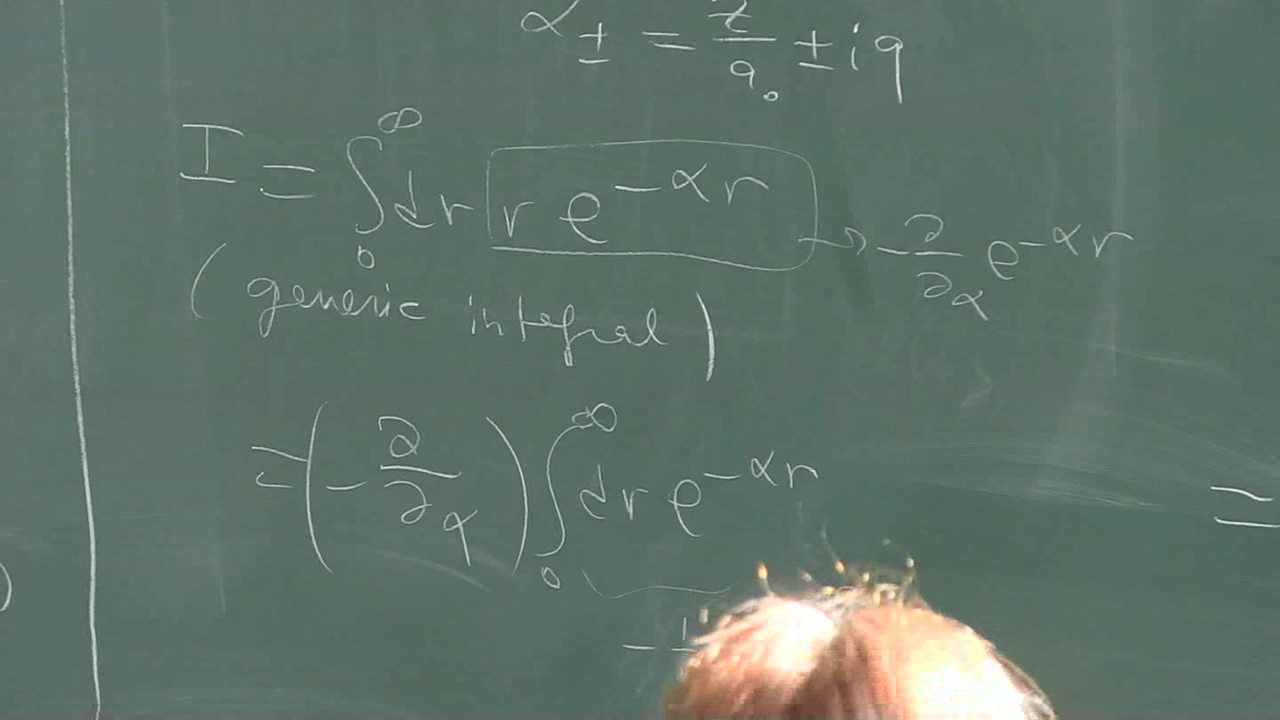 α± = Z/a₀ ± iq
I = ∫₀^∞ dr r e^{-αr} → -∂/∂α e^{-αr}
(generic integral)
= (-∂/∂α) ∫₀^∞ dr e^{-αr}
=